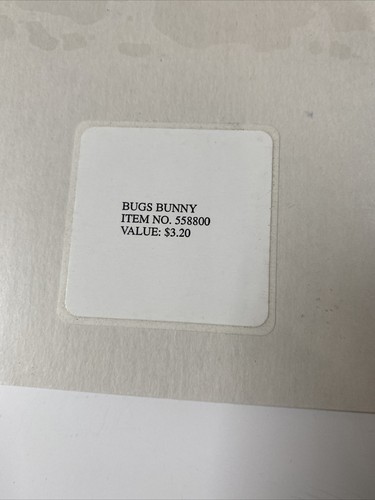 BUGS BUNNY
ITEM NO. 558800
VALUE: $3.20